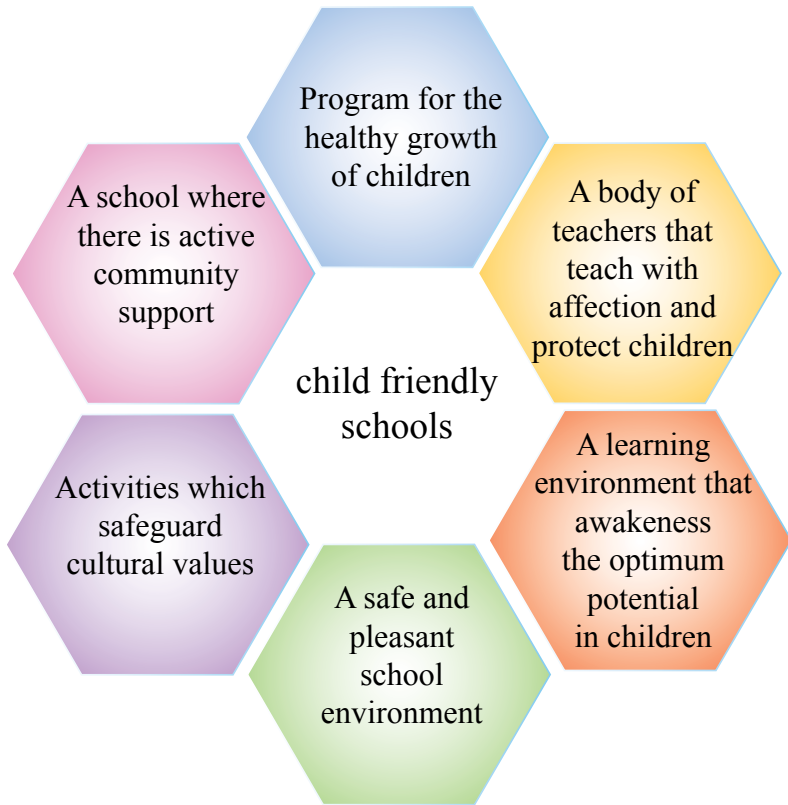 Program for the
healthy growth
of children
A body of
teachers that
teach with
affection and
protect children
A learning
environment that
awakeness
the optimum
potential
in children
A safe and
pleasant
school
environment
Activities which
safeguard
cultural values
A school where
there is active
community
support
child friendly
schools